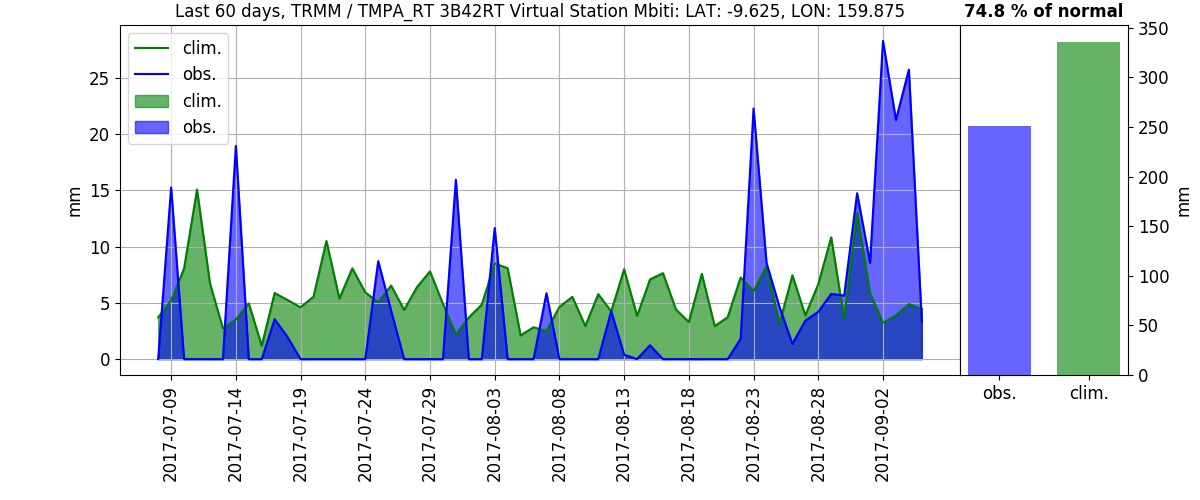 Last 60 days, TRMM / TMPA_RT 3B42RT Virtual Station Mbiti: LAT: -9.625, LON: 159.875
74.8 % of normal
clim.
obs.
clim.
obs.
mm
25
20
15
10
5
0
2017-07-09
2017-07-14
2017-07-19
2017-07-24
2017-07-29
2017-08-03
2017-08-08
2017-08-13
2017-08-18
2017-08-23
2017-08-28
2017-09-02
350
300
250
200
150
100
50
0
mm
obs.
clim.